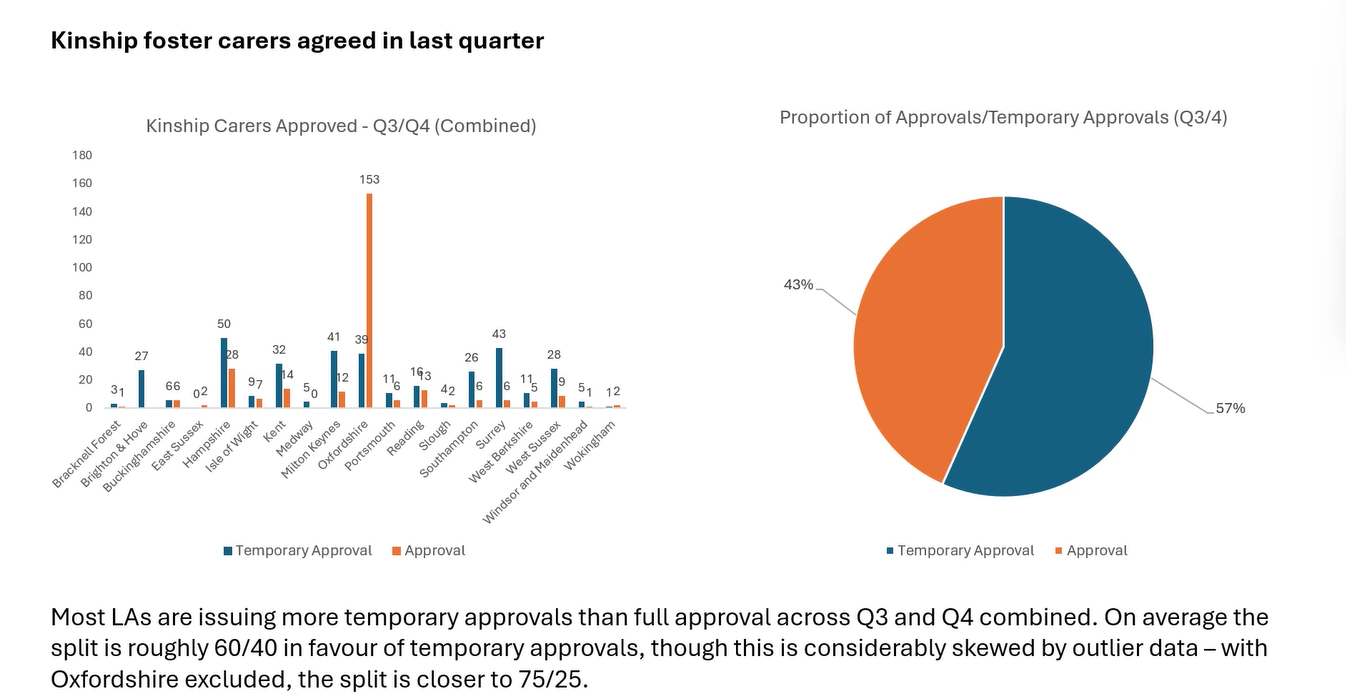 Kinship foster carers agreed in last quarter
Kinship Carers Approved - Q3/Q4 (Combined)
180
160
140
120
100
80
60
40
20
0
3
1
27
6
6
0
2
50
28
9
7
32
14
5
0
41
12
39
153
11
6
16
13
4
2
26
6
43
6
11
5
28
9
5
1
1
2
Bracknell Forest
Brighton & Hove
Buckinghamshire
East Sussex
Hampshire
Isle of Wight
Kent
Medway
Milton Keynes
Oxfordshire
Portsmouth
Reading
Slough
Southampton
Surrey
West Berkshire
West Sussex
Windsor and Maidenhead
Wokingham
Temporary Approval
Approval
Proportion of Approvals/Temporary Approvals (Q3/4)
43%
57%
Temporary Approval
Approval
Most LAs are issuing more temporary approvals than full approval across Q3 and Q4 combined. On average the
split is roughly 60/40 in favour of temporary approvals, though this is considerably skewed by outlier data – with
Oxfordshire excluded, the split is closer to 75/25.